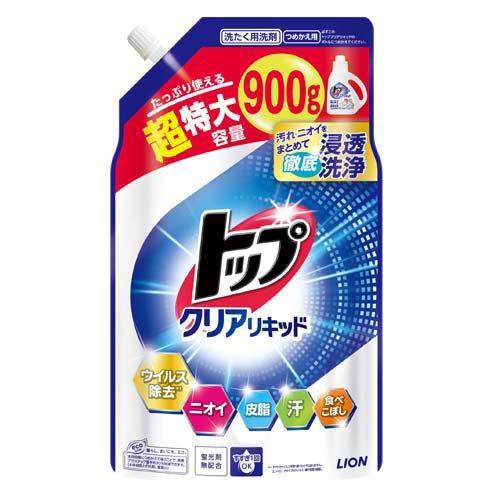 洗たく用洗剤 つめかえ用
たっぷり使える
超特大
容量
900g
汚れ ニオイを
まとめて
徹底
浸透
洗浄
トップ
クリアリキッド
ウイルス
除去
ニオイ
皮脂
汗
食べ
こぼし
eco
蛍光剤
無配合
すすぎ1回
OK
LION